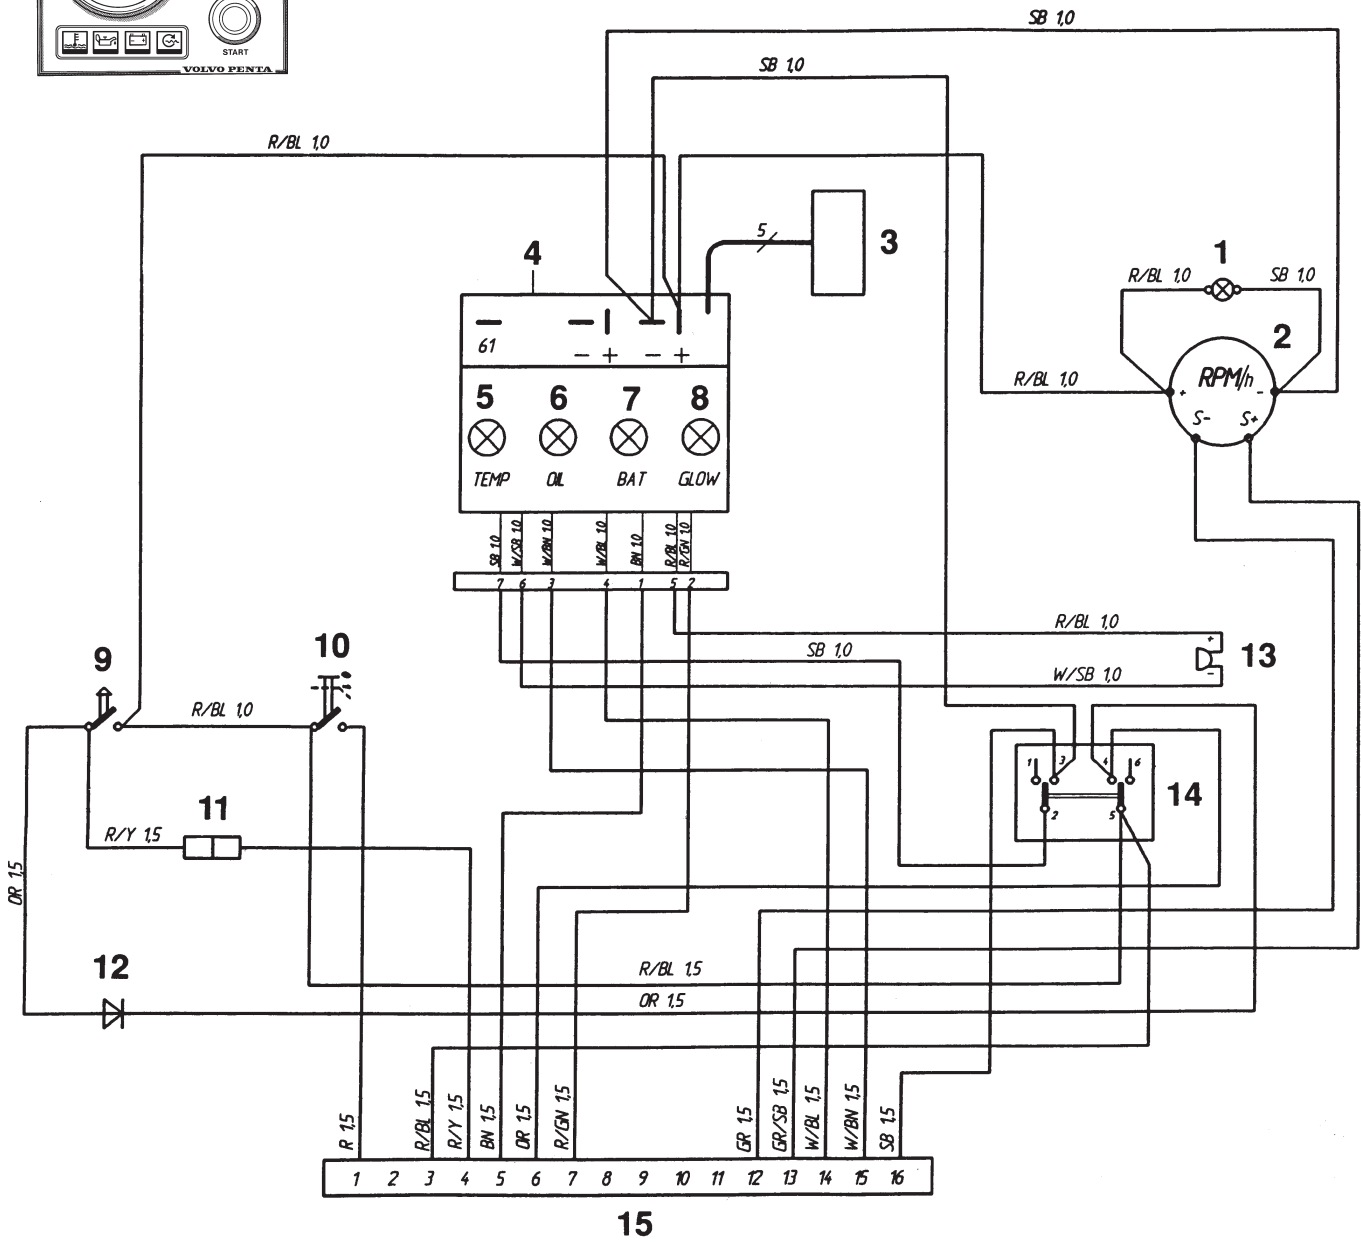 SB 1,0
START
VOLVO PENTA
SB 1,0
R/BL 1,0
5
3
4
1
R/BL 1,0
SB 1,0
2
61
- + - +
RPM/h
R/BL 1,0
+ -
S- S+
5 6 7 8
TEMP OIL BAT GLOW
SB 1,0
W/SB 1,0
W/BN 1,0
W/BL 1,0
BN 1,0
R/BL 1,0
R/GN 1,0
7 6 3 4 1 5 2
R/BL 1,0
+
10
9
SB 1,0
13
W/SB 1,0
-
R/BL 1,0
1 3 4 6
14
2 5
11
R/Y 1,5
OR 1,5
12
R/BL 1,5
OR 1,5
R 1,5
R/BL 1,5
R/Y 1,5
BN 1,5
OR 1,5
R/GN 1,5
GR 1,5
GR/SB 1,5
W/BL 1,5
W/BN 1,5
SB 1,5
1 2 3 4 5 6 7 8 9 10 11 12 13 14 15 16
15